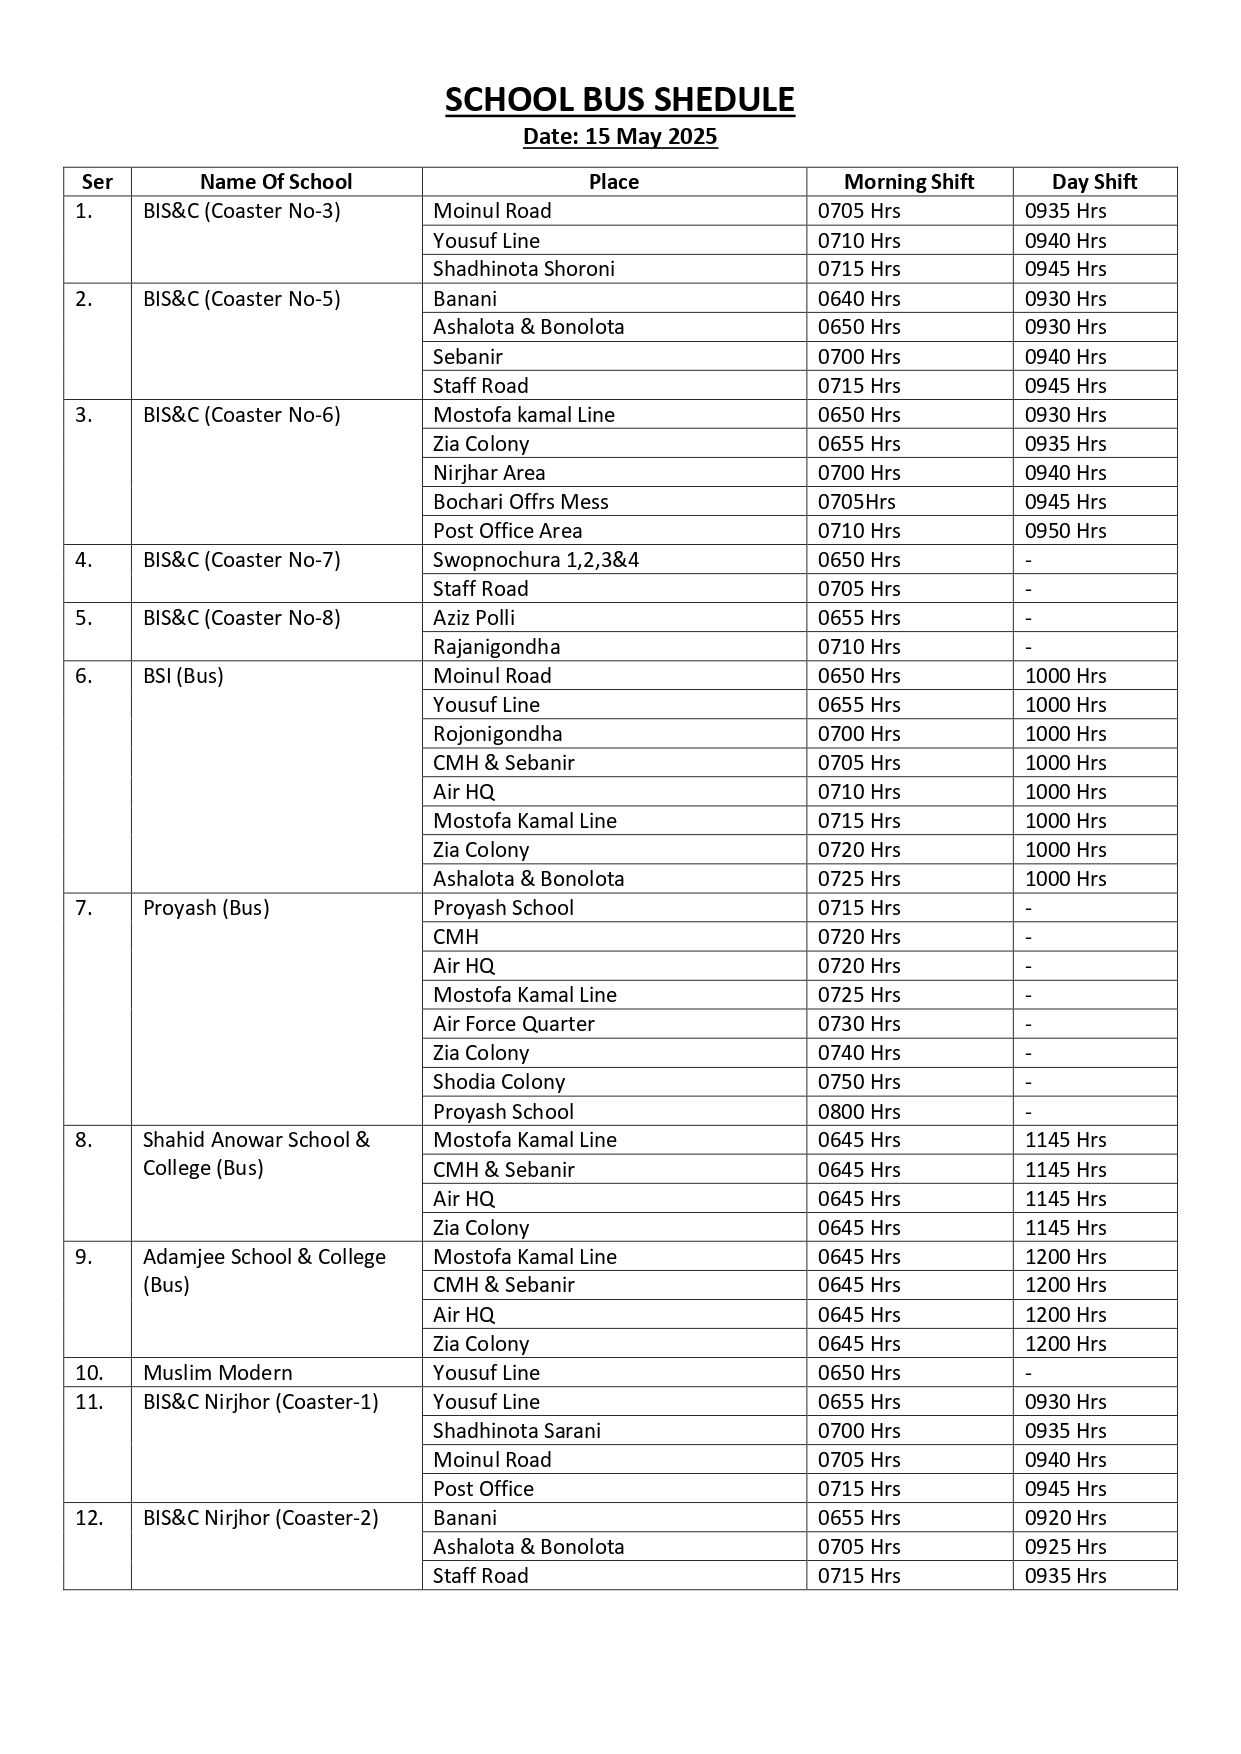 SCHOOL BUS SHEDULE
Date: 15 May 2025
Ser Name Of School Place Morning Shift Day Shift
1. BIS&C (Coaster No-3) Moinul Road 0705 Hrs 0935 Hrs
Yousuf Line 0710 Hrs 0940 Hrs
Shadhinota Shoroni 0715 Hrs 0945 Hrs
2. BIS&C (Coaster No-5) Banani 0640 Hrs 0930 Hrs
Ashalota & Bonolota 0650 Hrs 0930 Hrs
Sebanir 0700 Hrs 0940 Hrs
Staff Road 0715 Hrs 0945 Hrs
3. BIS&C (Coaster No-6) Mostofa kamal Line 0650 Hrs 0930 Hrs
Zia Colony 0655 Hrs 0935 Hrs
Nirjhar Area 0700 Hrs 0940 Hrs
Bochari Offrs Mess 0705Hrs 0945 Hrs
Post Office Area 0710 Hrs 0950 Hrs
4. BIS&C (Coaster No-7) Swopnochura 1,2,3&4 0650 Hrs -
Staff Road 0705 Hrs -
5. BIS&C (Coaster No-8) Aziz Polli 0655 Hrs -
Rajanigondha 0710 Hrs -
6. BSI (Bus) Moinul Road 0650 Hrs 1000 Hrs
Yousuf Line 0655 Hrs 1000 Hrs
Rojonigondha 0700 Hrs 1000 Hrs
CMH & Sebanir 0705 Hrs 1000 Hrs
Air HQ 0710 Hrs 1000 Hrs
Mostofa Kamal Line 0715 Hrs 1000 Hrs
Zia Colony 0720 Hrs 1000 Hrs
Ashalota & Bonolota 0725 Hrs 1000 Hrs
7. Proyash (Bus) Proyash School 0715 Hrs -
CMH 0720 Hrs -
Air HQ 0720 Hrs -
Mostofa Kamal Line 0725 Hrs -
Air Force Quarter 0730 Hrs -
Zia Colony 0740 Hrs -
Shodia Colony 0750 Hrs -
Proyash School 0800 Hrs -
8. Shahid Anowar School & Mostofa Kamal Line 0645 Hrs 1145 Hrs
College (Bus) CMH & Sebanir 0645 Hrs 1145 Hrs
Air HQ 0645 Hrs 1145 Hrs
Zia Colony 0645 Hrs 1145 Hrs
9. Adamjee School & College Mostofa Kamal Line 0645 Hrs 1200 Hrs
(Bus) CMH & Sebanir 0645 Hrs 1200 Hrs
Air HQ 0645 Hrs 1200 Hrs
Zia Colony 0645 Hrs 1200 Hrs
10. Muslim Modern Yousuf Line 0650 Hrs -
11. BIS&C Nirjhor (Coaster-1) Yousuf Line 0655 Hrs 0930 Hrs
Shadhinota Sarani 0700 Hrs 0935 Hrs
Moinul Road 0705 Hrs 0940 Hrs
Post Office 0715 Hrs 0945 Hrs
12. BIS&C Nirjhor (Coaster-2) Banani 0655 Hrs 0920 Hrs
Ashalota & Bonolota 0705 Hrs 0925 Hrs
Staff Road 0715 Hrs 0935 Hrs